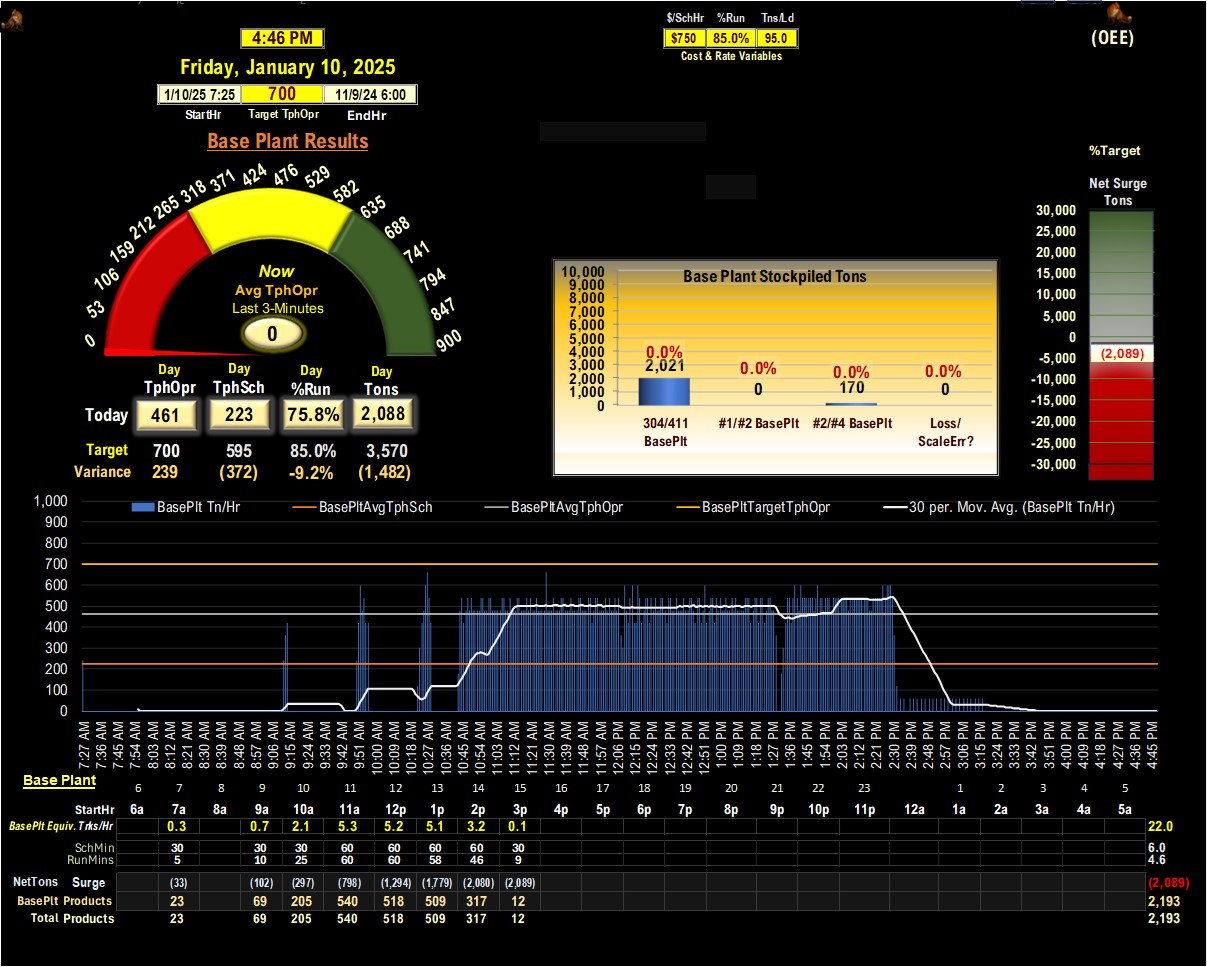 $/SchHr %Run Tns/Ld
$750 85.0% 95.0
Cost & Rate Variables
(OEE)
4:46 PM
Friday, January 10, 2025
1/10/25 7:25 700 11/9/24 6:00
StartHr Target TphOpr EndHr
Base Plant Results
0 53 106 159 212 265 318 371 424 476 529 582 635 688 741 794 847 900
Now
Avg TphOpr
Last 3-Minutes
0
Day Day Day Day
TphOpr TphSch %Run Tons
Today 461 223 75.8% 2,088
Target 700 595 85.0% 3,570
Variance 239 (372) -9.2% (1,482)
Base Plant Stockpiled Tons
10,000
9,000
8,000
7,000
6,000
5,000
4,000
3,000
2,000
1,000
0
0.0% 0.0% 0.0% 0.0%
2,021 0 170 0
304/411 BasePlt
#1/#2 BasePlt
#2/#4 BasePlt
Loss/ ScaleErr?
%Target
Net Surge
Tons
30,000
25,000
20,000
15,000
10,000
5,000
0
-5,000
-10,000
-15,000
-20,000
-25,000
-30,000
(2,089)
BasePlt Tn/Hr BasePltAvgTphSch BasePltAvgTphOpr BasePltTargetTphOpr 30 per. Mov. Avg. (BasePlt Tn/Hr)
1,000
900
800
700
600
500
400
300
200
100
0
7:27 AM 7:36 AM 7:45 AM 7:54 AM 8:03 AM 8:12 AM 8:21 AM 8:30 AM 8:39 AM 8:48 AM 8:57 AM 9:06 AM 9:15 AM 9:24 AM 9:33 AM 9:42 AM 9:51 AM 10:00 AM 10:09 AM 10:18 AM 10:27 AM 10:36 AM 10:45 AM 10:54 AM 11:03 AM 11:12 AM 11:21 AM 11:30 AM 11:39 AM 11:48 AM 11:57 AM 12:06 PM 12:15 PM 12:24 PM 12:33 PM 12:42 PM 12:51 PM 1:00 PM 1:09 PM 1:18 PM 1:27 PM 1:36 PM 1:45 PM 1:54 PM 2:03 PM 2:12 PM 2:21 PM 2:30 PM 2:39 PM 2:48 PM 2:57 PM 3:06 PM 3:15 PM 3:24 PM 3:33 PM 3:42 PM 3:51 PM 4:00 PM 4:09 PM 4:18 PM 4:27 PM 4:36 PM 4:45 PM
Base Plant
6 7 8 9 10 11 12 13 14 15 16 17 18 19 20 21 22 23 1 2 3 4 5
StartHr 6a 7a 8a 9a 10a 11a 12p 1p 2p 3p 4p 5p 6p 7p 8p 9p 10p 11p 12a 1a 2a 3a 4a 5a
BasePlt Equiv. Trks/Hr 0.3 0.7 2.1 5.3 5.2 5.1 3.2 0.1 22.0
SchMin 30 30 30 60 60 60 60 30 6.0
RunMins 5 10 25 60 60 58 46 9 4.6
NetTons Surge (33) (102) (297) (798) (1,294) (1,779) (2,080) (2,089) (2,089)
BasePlt Products 23 69 205 540 518 509 317 12 2,193
Total Products 23 69 205 540 518 509 317 12 2,193